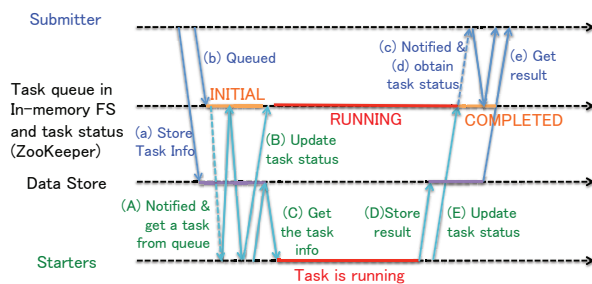 Submitter
(b) Queued
(c) Notified &
(d) obtain
task status
(e) Get
result
Task queue in
In-memory FS
and task status
(ZooKeeper)
INITIAL
RUNNING
COMPLETED
(a) Store
Task Info
(B) Update
task status
Data Store
(A) Notified &
get a task
from queue
(C) Get
the task
info
(D)Store
result
(E) Update
task status
Starters
Task is running